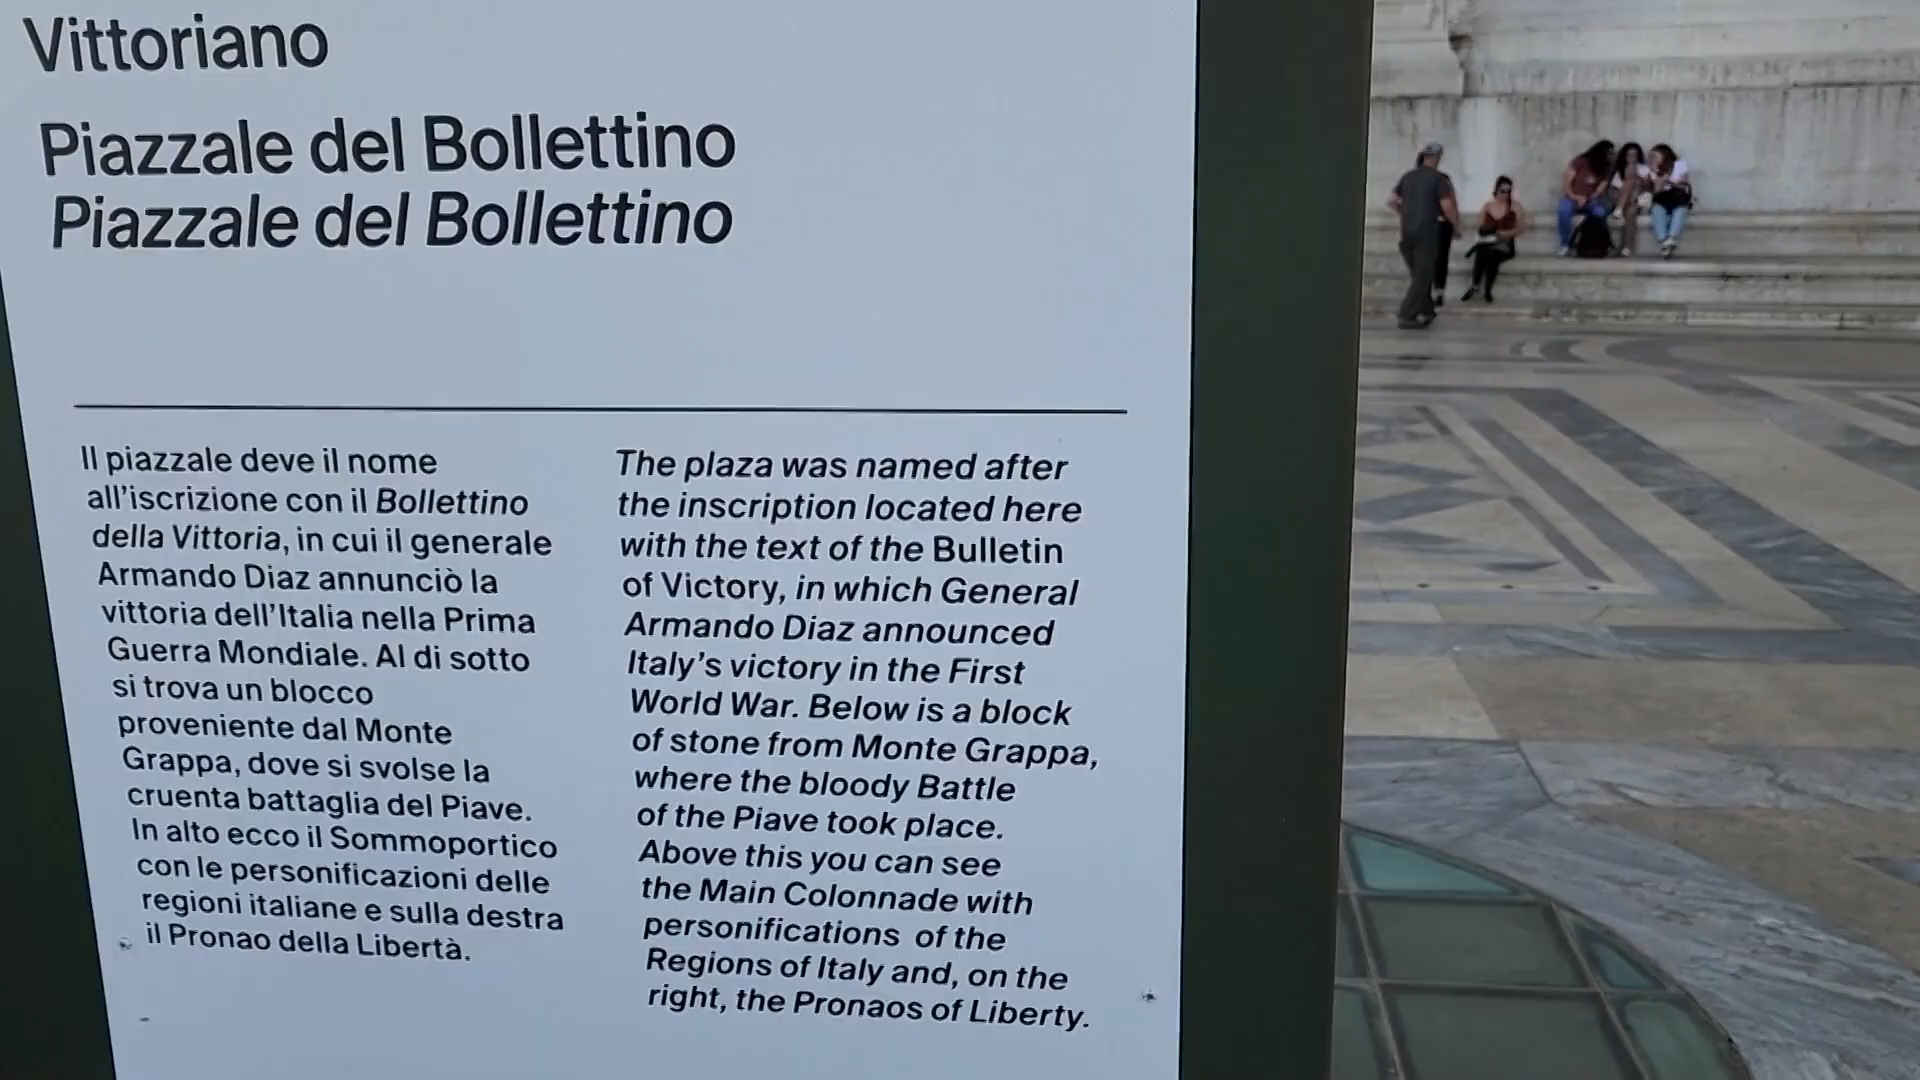 Vittoriano
Piazzale del Bollettino
Piazzale del Bollettino
Il piazzale deve il nome
all'iscrizione con il Bollettino
della Vittoria, in cui il generale
Armando Diaz annunciò la
vittoria dell'Italia nella Prima
Guerra Mondiale. Al di sotto
si trova un blocco
proveniente dal Monte
Grappa, dove si svolse la
cruenta battaglia del Piave.
In alto ecco il Sommoportico
con le personificazioni delle
regioni italiane e sulla destra
il Pronao della Libertà.
The plaza was named after
the inscription located here
with the text of the Bulletin
of Victory, in which General
Armando Diaz announced
Italy's victory in the First
World War. Below is a block
of stone from Monte Grappa,
where the bloody Battle
of the Piave took place.
Above this you can see
the Main Colonnade with
personifications of the
Regions of Italy and, on the
right, the Pronaos of Liberty.